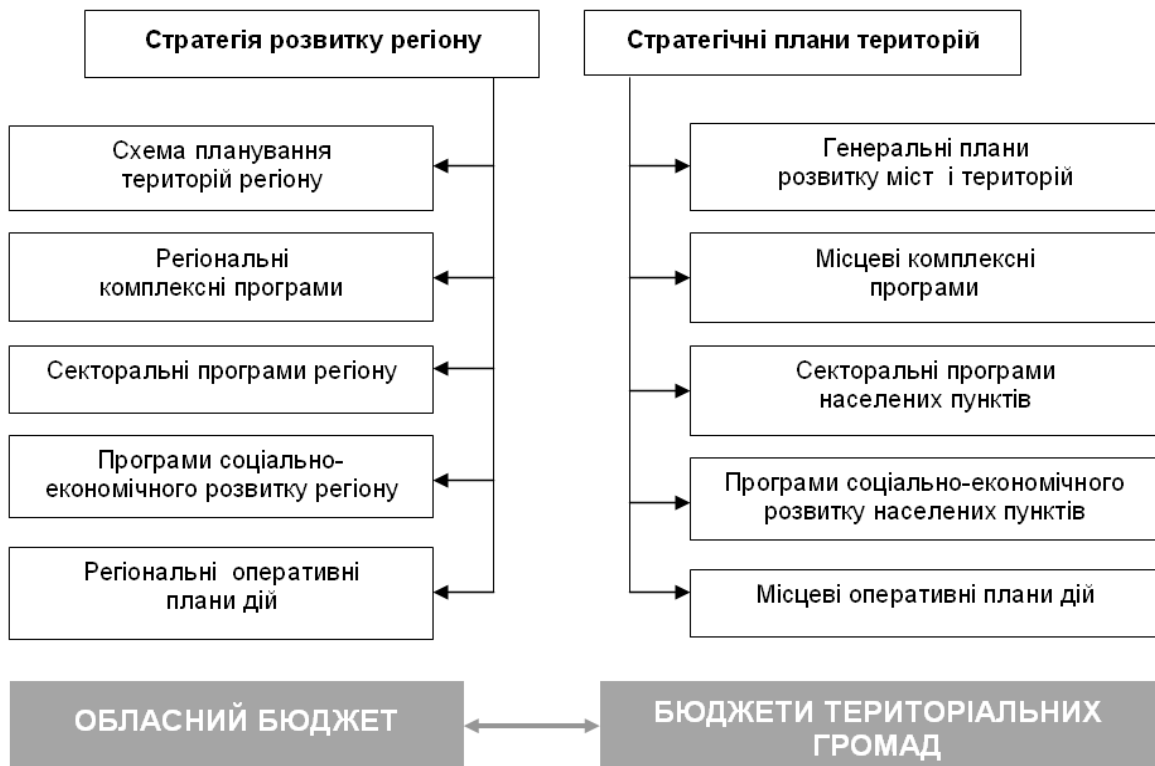 Стратегія розвитку регіону
Схема планування
територій регіону
Регіональні
комплексні програми
Секторальні програми регіону
Програми соціально-
економічного розвитку регіону
Регіональні оперативні
плани дій
ОБЛАСНИЙ БЮДЖЕТ
Стратегічні плани територій
Генеральні плани
розвитку міст і територій
Місцеві комплексні
програми
Секторальні програми
населених пунктів
Програми соціально-економічного
розвитку населених пунктів
Місцеві оперативні плани дій
БЮДЖЕТИ ТЕРИТОРІАЛЬНИХ
ГРОМАД